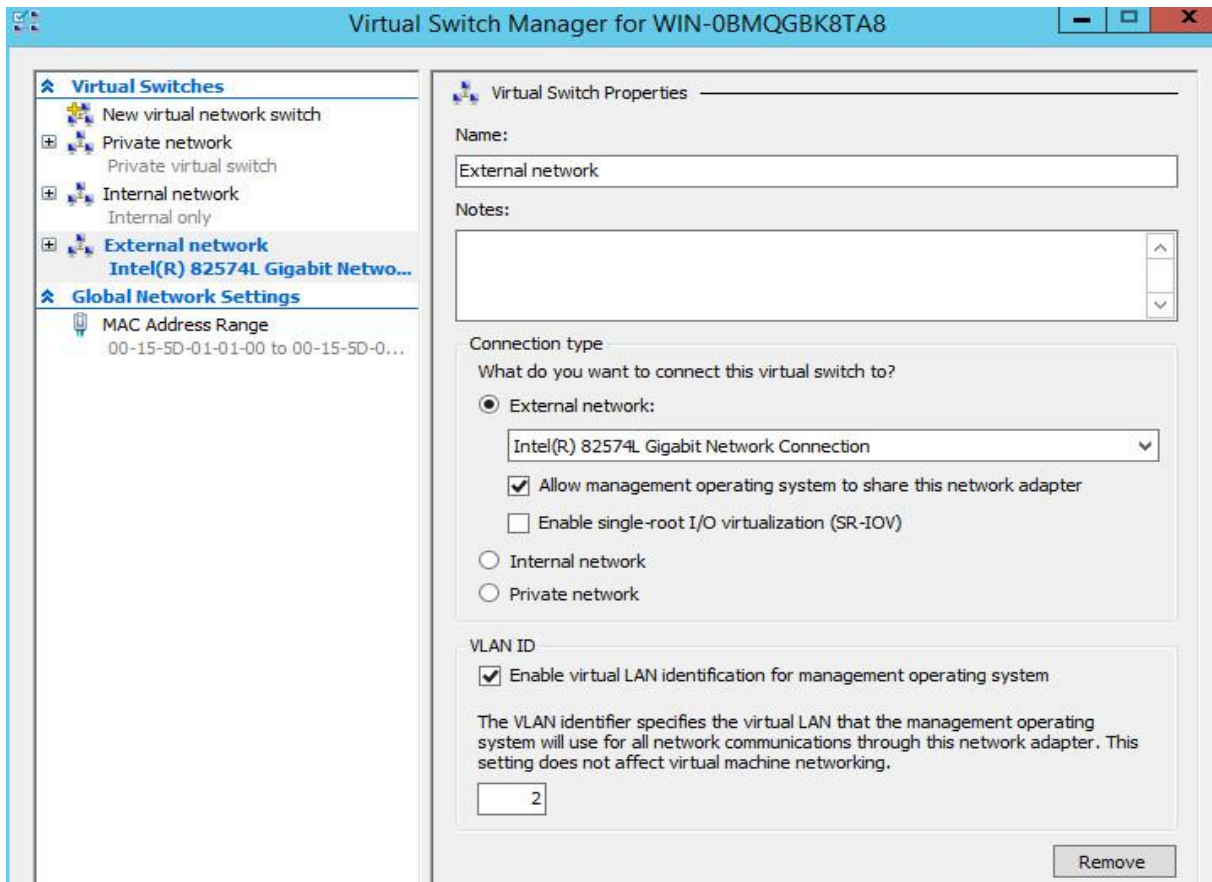 Virtual Switch Manager for WIN-0BMQGBK8TA8
Virtual Switches
New virtual network switch
Private network
Private virtual switch
Internal network
Internal only
External network
Intel(R) 82574L Gigabit Netwo...
Global Network Settings
MAC Address Range
00-15-5D-01-01-00 to 00-15-5D-0...
Virtual Switch Properties
Name:
External network
Notes:
Connection type
What do you want to connect this virtual switch to?
External network:
Intel(R) 82574L Gigabit Network Connection
Allow management operating system to share this network adapter
Enable single-root I/O virtualization (SR-IOV)
Internal network
Private network
VLAN ID
Enable virtual LAN identification for management operating system
The VLAN identifier specifies the virtual LAN that the management operating
system will use for all network communications through this network adapter. This
setting does not affect virtual machine networking.
2
Remove